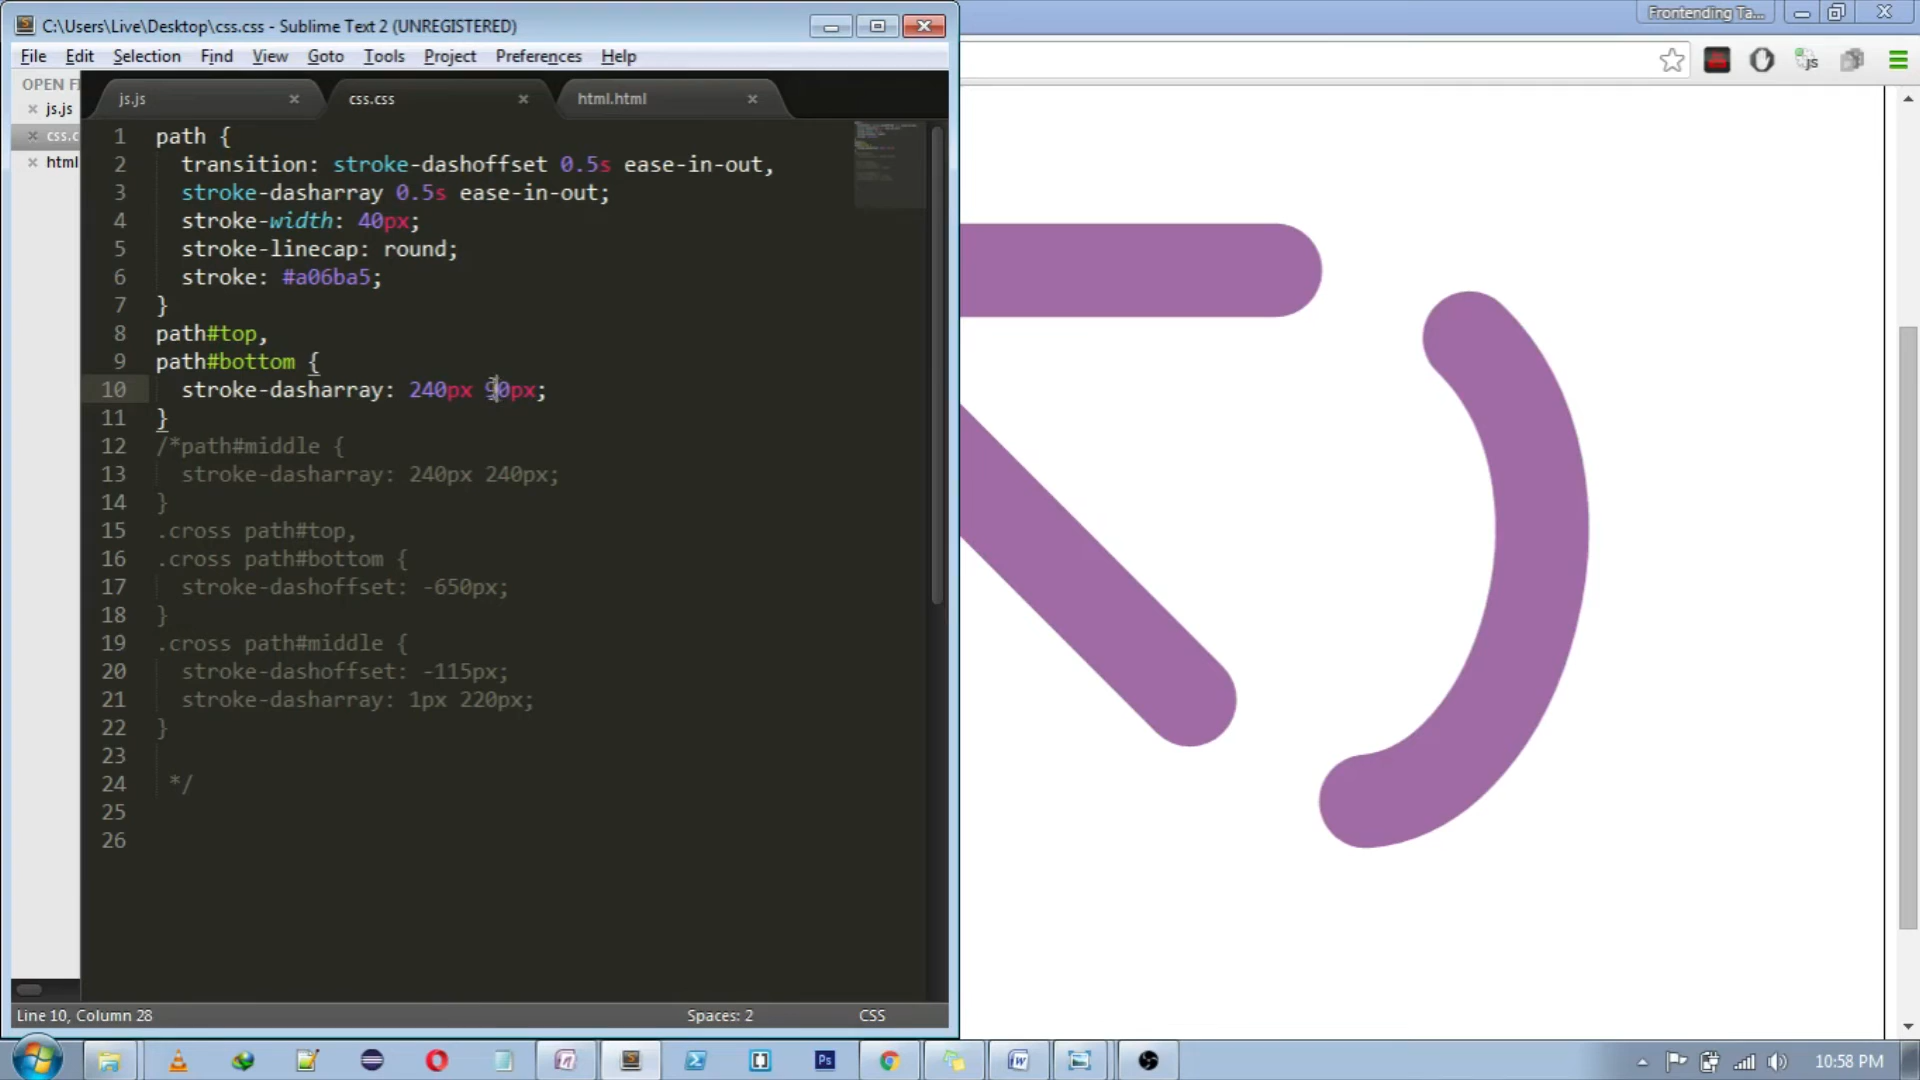 C:\Users\Live\Desktop\css.css - Sublime Text 2 (UNREGISTERED)
Frontending Ta...
File Edit Selection Find View Goto Tools Project Preferences Help
OPEN FI
js.js
css.c
html
js.js css.css html.html
js
1 path {
2 transition: stroke-dashoffset 0.5s ease-in-out,
3 stroke-dasharray 0.5s ease-in-out;
4 stroke-width: 40px;
5 stroke-linecap: round;
6 stroke: #a06ba5;
7 }
8 path#top,
9 path#bottom {
10 stroke-dasharray: 240px 90px;
11 }
12 /*path#middle {
13 stroke-dasharray: 240px 240px;
14 }
15 .cross path#top,
16 .cross path#bottom {
17 stroke-dashoffset: -650px;
18 }
19 .cross path#middle {
20 stroke-dashoffset: -115px;
21 stroke-dasharray: 1px 220px;
22 }
23
24 */
25
26
Line 10, Column 28 Spaces: 2 CSS
Ps
10:58 PM